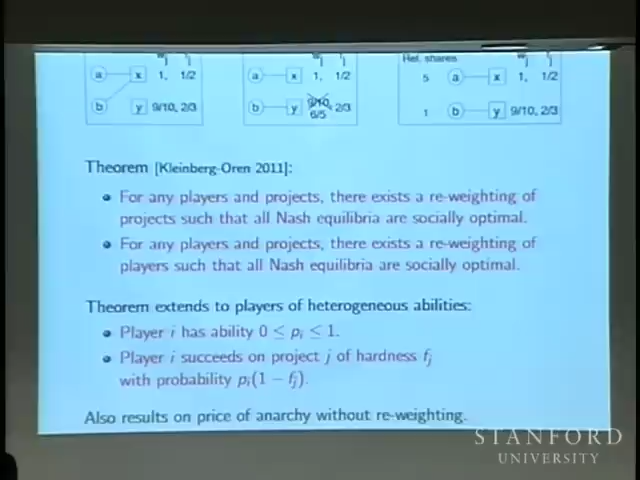 w j f j
w j f j
Rel. shares w j f j
a x 1, 1/2
a x 1, 1/2
5 a x 1, 1/2
b y 9/10, 2/3
b y 9/10 6/5 2/3
1 b y 9/10, 2/3
Theorem [Kleinberg-Oren 2011]:
• For any players and projects, there exists a re-weighting of
projects such that all Nash equilibria are socially optimal.
• For any players and projects, there exists a re-weighting of
players such that all Nash equilibria are socially optimal.
Theorem extends to players of heterogeneous abilities:
• Player i has ability 0 ≤ pᵢ ≤ 1.
• Player i succeeds on project j of hardness fⱼ
with probability pᵢ(1 − fⱼ).
Also results on price of anarchy without re-weighting.
STANFORD
UNIVERSITY